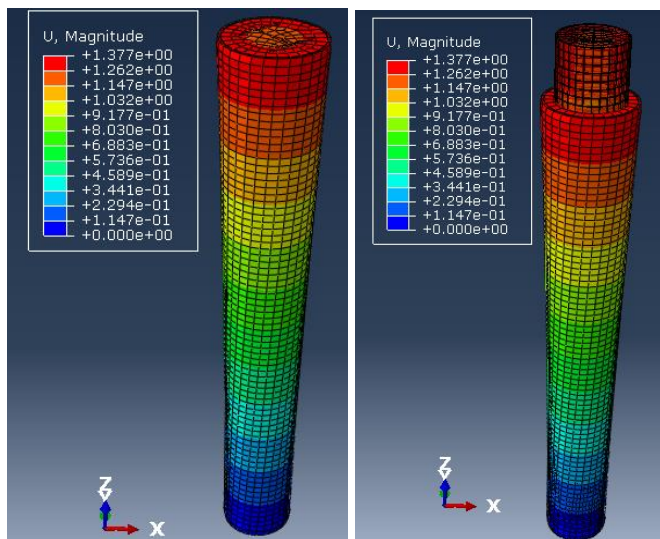 U, Magnitude
+1.377e+00
+1.262e+00
+1.147e+00
+1.032e+00
+9.177e-01
+8.030e-01
+6.883e-01
+5.736e-01
+4.589e-01
+3.441e-01
+2.294e-01
+1.147e-01
+0.000e+00
Z
Y
X
U, Magnitude
+1.377e+00
+1.262e+00
+1.147e+00
+1.032e+00
+9.177e-01
+8.030e-01
+6.883e-01
+5.736e-01
+4.589e-01
+3.441e-01
+2.294e-01
+1.147e-01
+0.000e+00
Z
Y
X